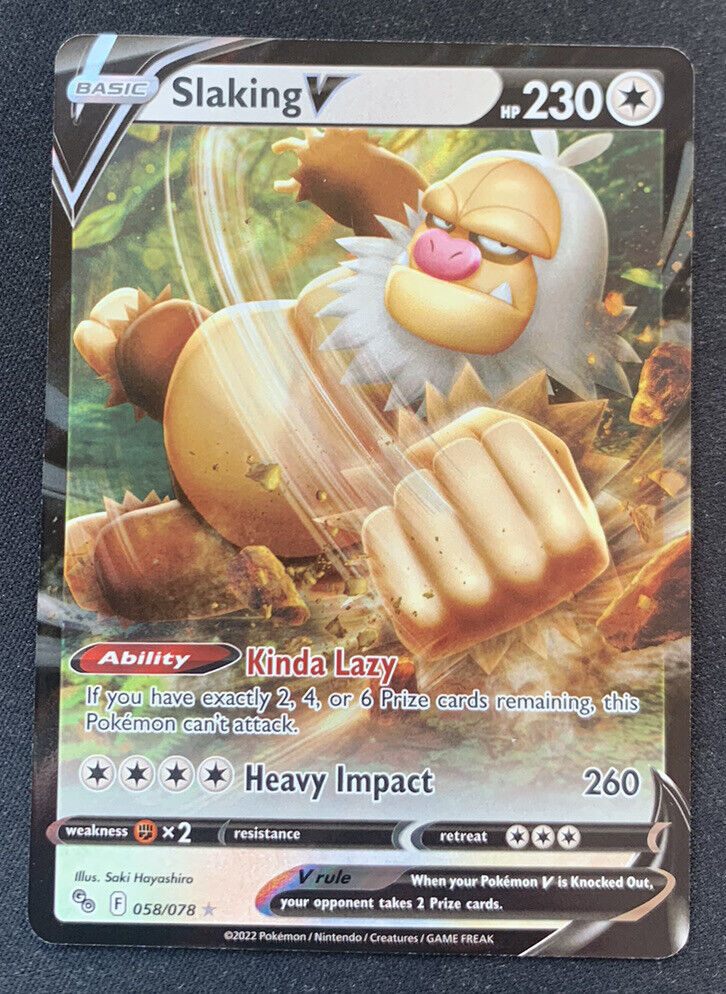 BASIC Slaking V HP 230
Ability Kinda Lazy
If you have exactly 2, 4, or 6 Prize cards remaining, this
Pokémon can't attack.
Heavy Impact 260
weakness ×2 resistance retreat
Illus. Saki Hayashiro
V rule When your Pokémon V is Knocked Out,
your opponent takes 2 Prize cards.
GO F 058/078
©2022 Pokémon / Nintendo / Creatures / GAME FREAK